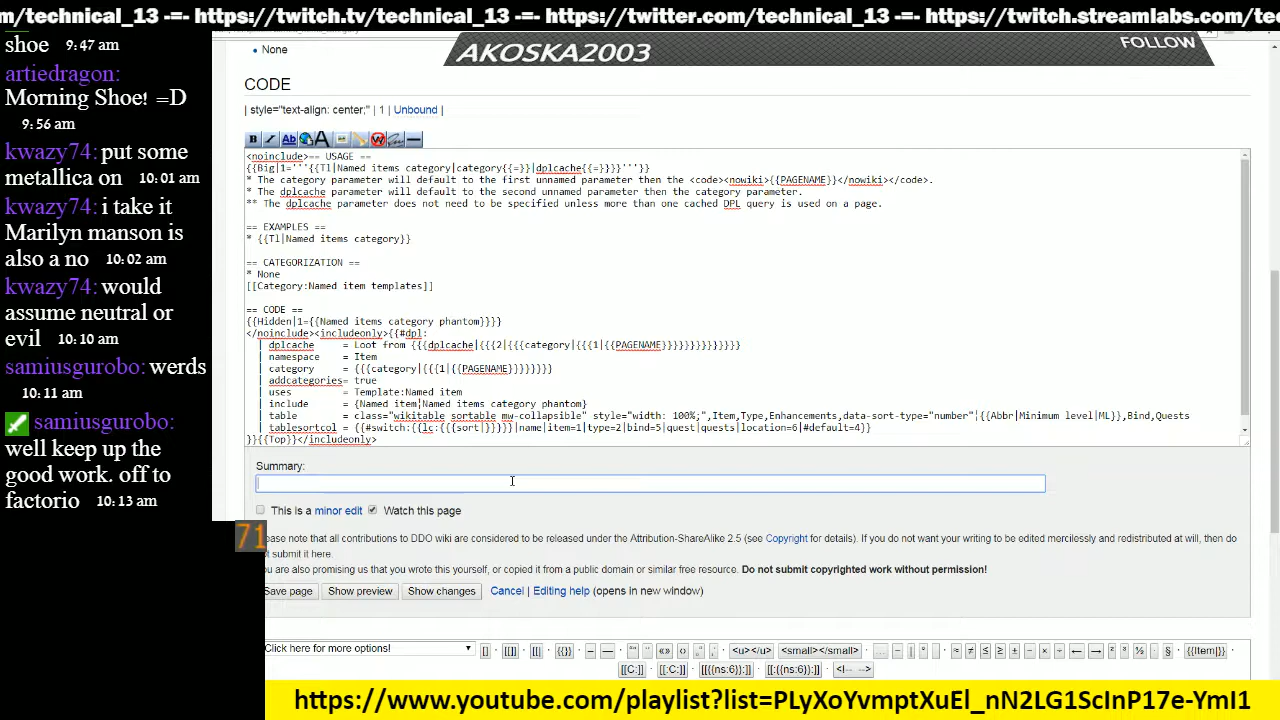 m/technical_13 -=- https://twitch.tv/technical_13 -=- https://twitter.com/technical_13 -=- https://twitch.streamlabs.com/tec
shoe 9:47 am
artiedragon:
Morning Shoe! =D
9:56 am
kwazy74: put some
metallica on 10:01 am
kwazy74: i take it
Marilyn manson is
also a no 10:02 am
kwazy74: would
assume neutral or
evil 10:10 am
samiusgurobo: werds
10:11 am
samiusgurobo:
well keep up the
good work. off to
factorio 10:13 am
71
AKOSKA2003
FOLLOW
None
CODE
| style="text-align: center;" | 1 | Unbound |
<noinclude>== USAGE ==
{{Big|1='''{{Tl|Named items category|category{{=}}|dplcache{{=}}}}'''}}
* The category parameter will default to the first unnamed parameter then the <code><nowiki>{{PAGENAME}}</nowiki></code>.
* The dplcache parameter will default to the second unnamed parameter then the category parameter.
** The dplcache parameter does not need to be specified unless more than one cached DPL query is used on a page.
== EXAMPLES ==
* {{Tl|Named items category}}
== CATEGORIZATION ==
* None
[[Category:Named item templates]]
== CODE ==
{{Hidden|1={{Named items category phantom}}}}
</noinclude><includeonly>{{#dpl:
| dplcache = Loot from {{{dplcache|{{{2|{{{category|{{{1|{{PAGENAME}}}}}}}}}}}}}}
| namespace = Item
| category = {{{category|{{{1|{{PAGENAME}}}}}}}}
| addcategories= true
| uses = Template:Named item
| include = {Named item¦Named items category phantom}
| table = class="wikitable sortable mw-collapsible" style="width: 100%;",Item,Type,Enhancements,data-sort-type="number"¦{{Abbr|Minimum level|ML}},Bind,Quests
| tablesortcol = {{#switch:{{lc:{{{sort|}}}}}|name|item=1|type=2|bind=5|quest|quests|location=6|#default=4}}
}}{{Top}}</includeonly>
Summary:
This is a minor edit Watch this page
ease note that all contributions to DDO wiki are considered to be released under the Attribution-ShareAlike 2.5 (see Copyright for details). If you do not want your writing to be edited mercilessly and redistributed at will, then do
ot submit it here.
ou are also promising us that you wrote this yourself, or copied it from a public domain or similar free resource. Do not submit copyrighted work without permission!
Save page Show preview Show changes Cancel | Editing help (opens in new window)
Click here for more options! [] · [[]] · [[|]] · {{}} · – · — · “” · ‘’ · «» · ‹› · „ · ‚ · <u></u> · <small></small> · … · ~ · | · ° · · ≈ · ≠ · ≤ · ≥ · ± · − · × · ÷ · ← · → · ² · ³ · ½ · § · {{Item|}} ·
[[C:]] · [[:C:]] · [[{{ns:6}}:]] · [[:{{ns:6}}:]] · <!-- -->
https://www.youtube.com/playlist?list=PLyXoYvmptXuEl_nN2LG1ScInP17e-YmI1